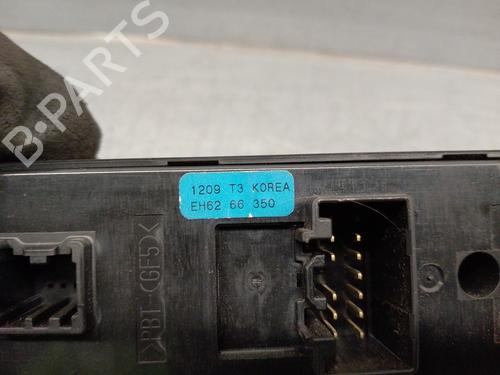 B-PARTS
1209 T3 KOREA
EH62 66 350
>PBT-(GF5)<